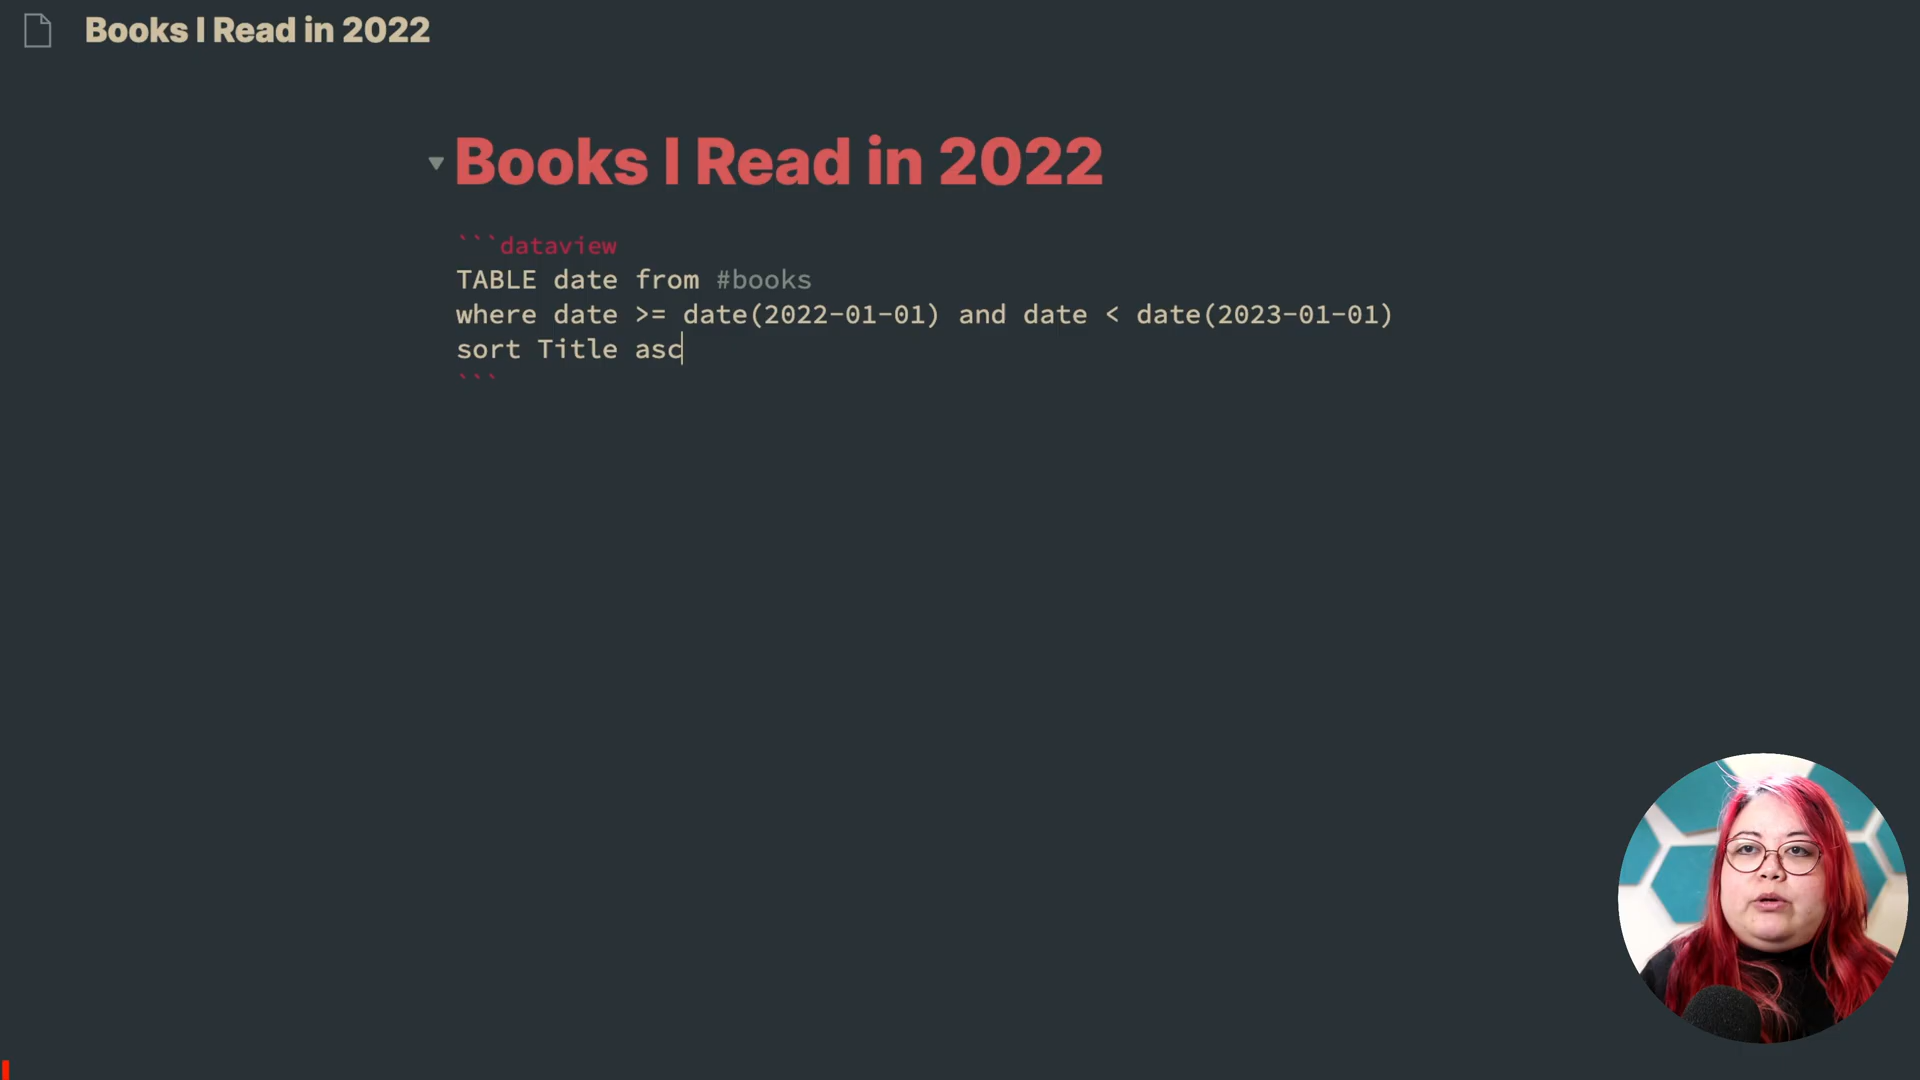 Books I Read in 2022
Books I Read in 2022
```dataview
TABLE date from #books
where date >= date(2022-01-01) and date < date(2023-01-01)
sort Title asc
```